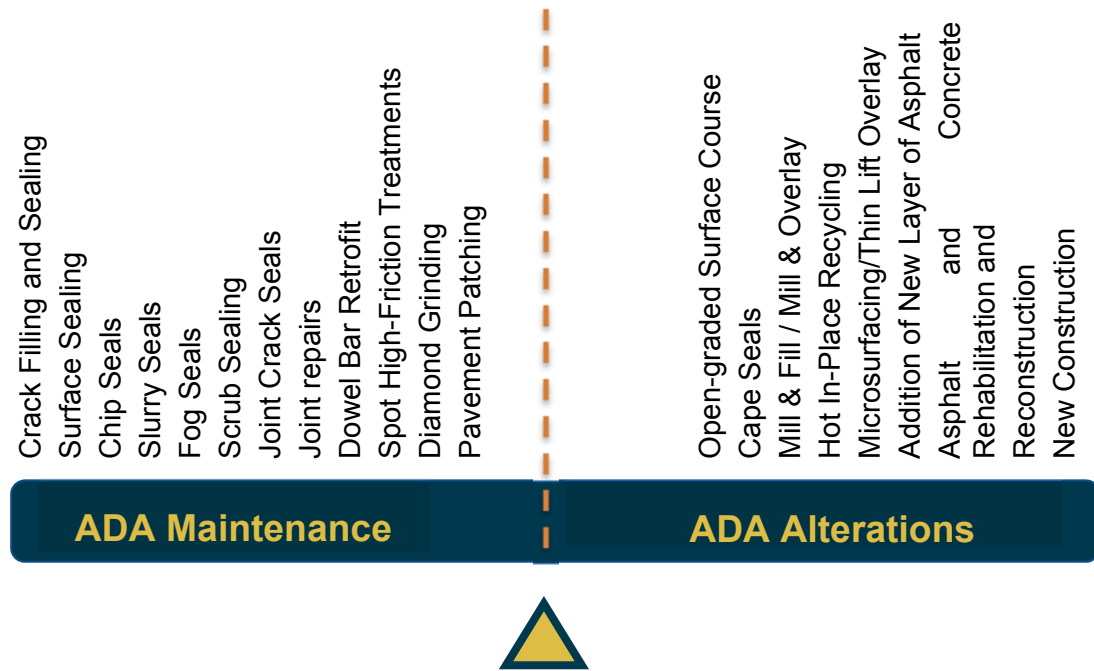 Crack Filling and Sealing
Surface Sealing
Chip Seals
Slurry Seals
Fog Seals
Scrub Sealing
Joint Crack Seals
Joint repairs
Dowel Bar Retrofit
Spot High-Friction Treatments
Diamond Grinding
Pavement Patching
Open-graded Surface Course
Cape Seals
Mill & Fill / Mill & Overlay
Hot In-Place Recycling
Microsurfacing/Thin Lift Overlay
Addition of New Layer of Asphalt
Asphalt and Concrete
Rehabilitation and
Reconstruction
New Construction
ADA Maintenance
ADA Alterations